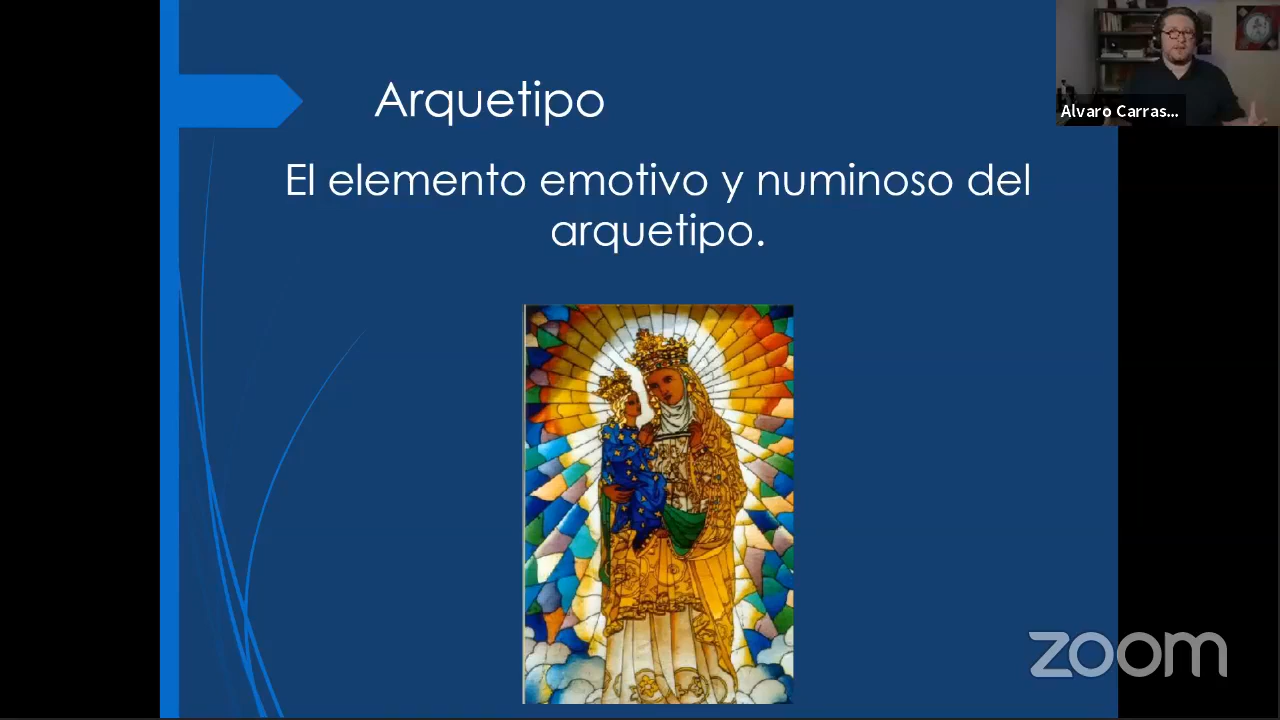 Arquetipo
Alvaro Carras...
El elemento emotivo y numinoso del
arquetipo.
zoom